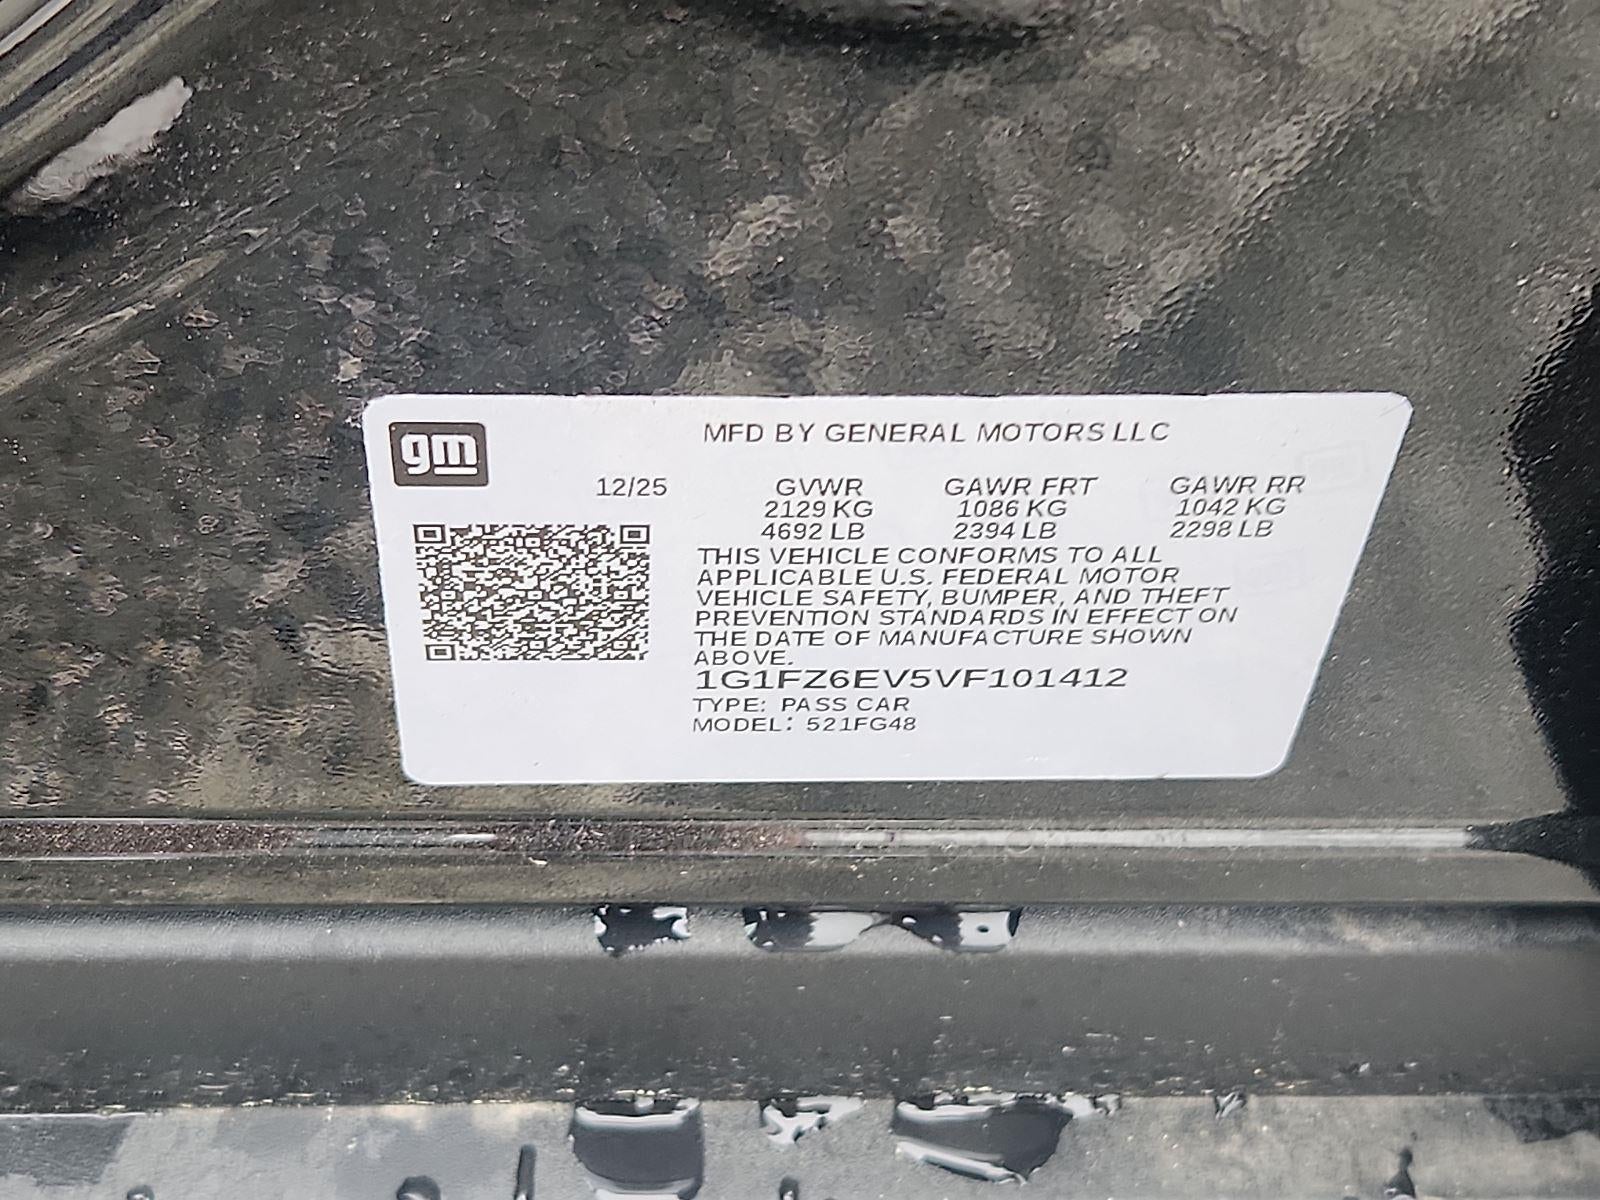 gm
MFD BY GENERAL MOTORS LLC
12/25 GVWR GAWR FRT GAWR RR
2129 KG 1086 KG 1042 KG
4692 LB 2394 LB 2298 LB
THIS VEHICLE CONFORMS TO ALL
APPLICABLE U.S. FEDERAL MOTOR
VEHICLE SAFETY, BUMPER, AND THEFT
PREVENTION STANDARDS IN EFFECT ON
THE DATE OF MANUFACTURE SHOWN
ABOVE.
1G1FZ6EV5VF101412
TYPE: PASS CAR
MODEL: 521FG48